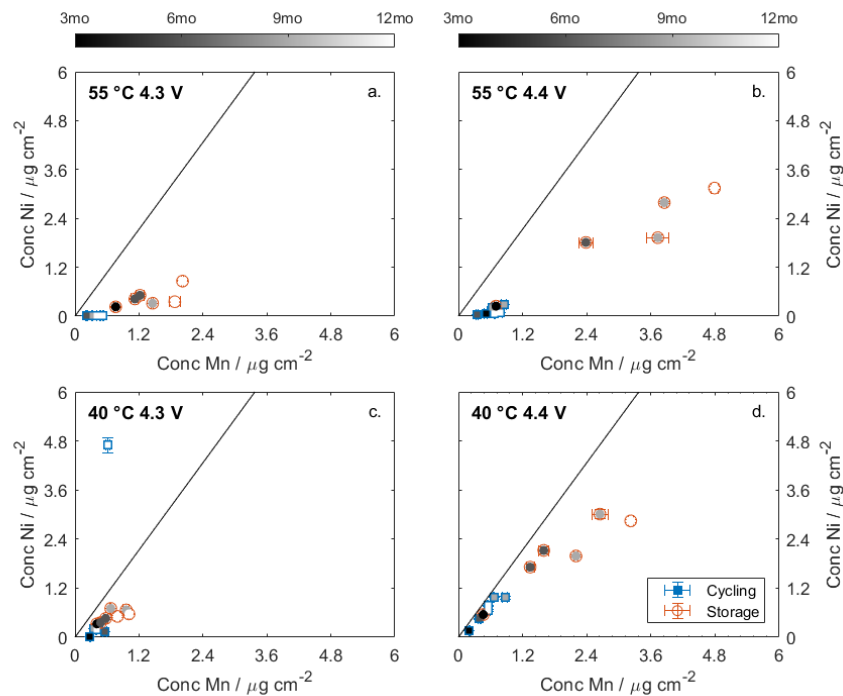 3mo 6mo 9mo 12mo
3mo 6mo 9mo 12mo
55 °C 4.3 V
a.
6
4.8
3.6
2.4
1.2
0
Conc Ni / μg cm-2
0 1.2 2.4 3.6 4.8 6
Conc Mn / μg cm-2
55 °C 4.4 V
b.
6
4.8
3.6
2.4
1.2
0
Conc Ni / μg cm-2
0 1.2 2.4 3.6 4.8 6
Conc Mn / μg cm-2
40 °C 4.3 V
c.
6
4.8
3.6
2.4
1.2
0
Conc Ni / μg cm-2
0 1.2 2.4 3.6 4.8 6
Conc Mn / μg cm-2
40 °C 4.4 V
d.
6
4.8
3.6
2.4
1.2
0
Conc Ni / μg cm-2
Cycling
Storage
0 1.2 2.4 3.6 4.8 6
Conc Mn / μg cm-2